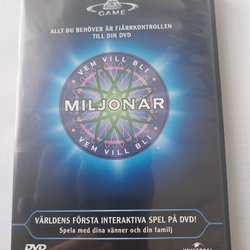 GAME
ALLT DU BEHÖVER ÄR FJÄRRKONTROLLEN
TILL DIN DVD
VEM VILL BLI
MILJONÄR
VEM VILL BLI
VÄRLDENS FÖRSTA INTERAKTIVA SPEL PÅ DVD!
Spela med dina vänner och din familj
DVD
UNIVERSAL